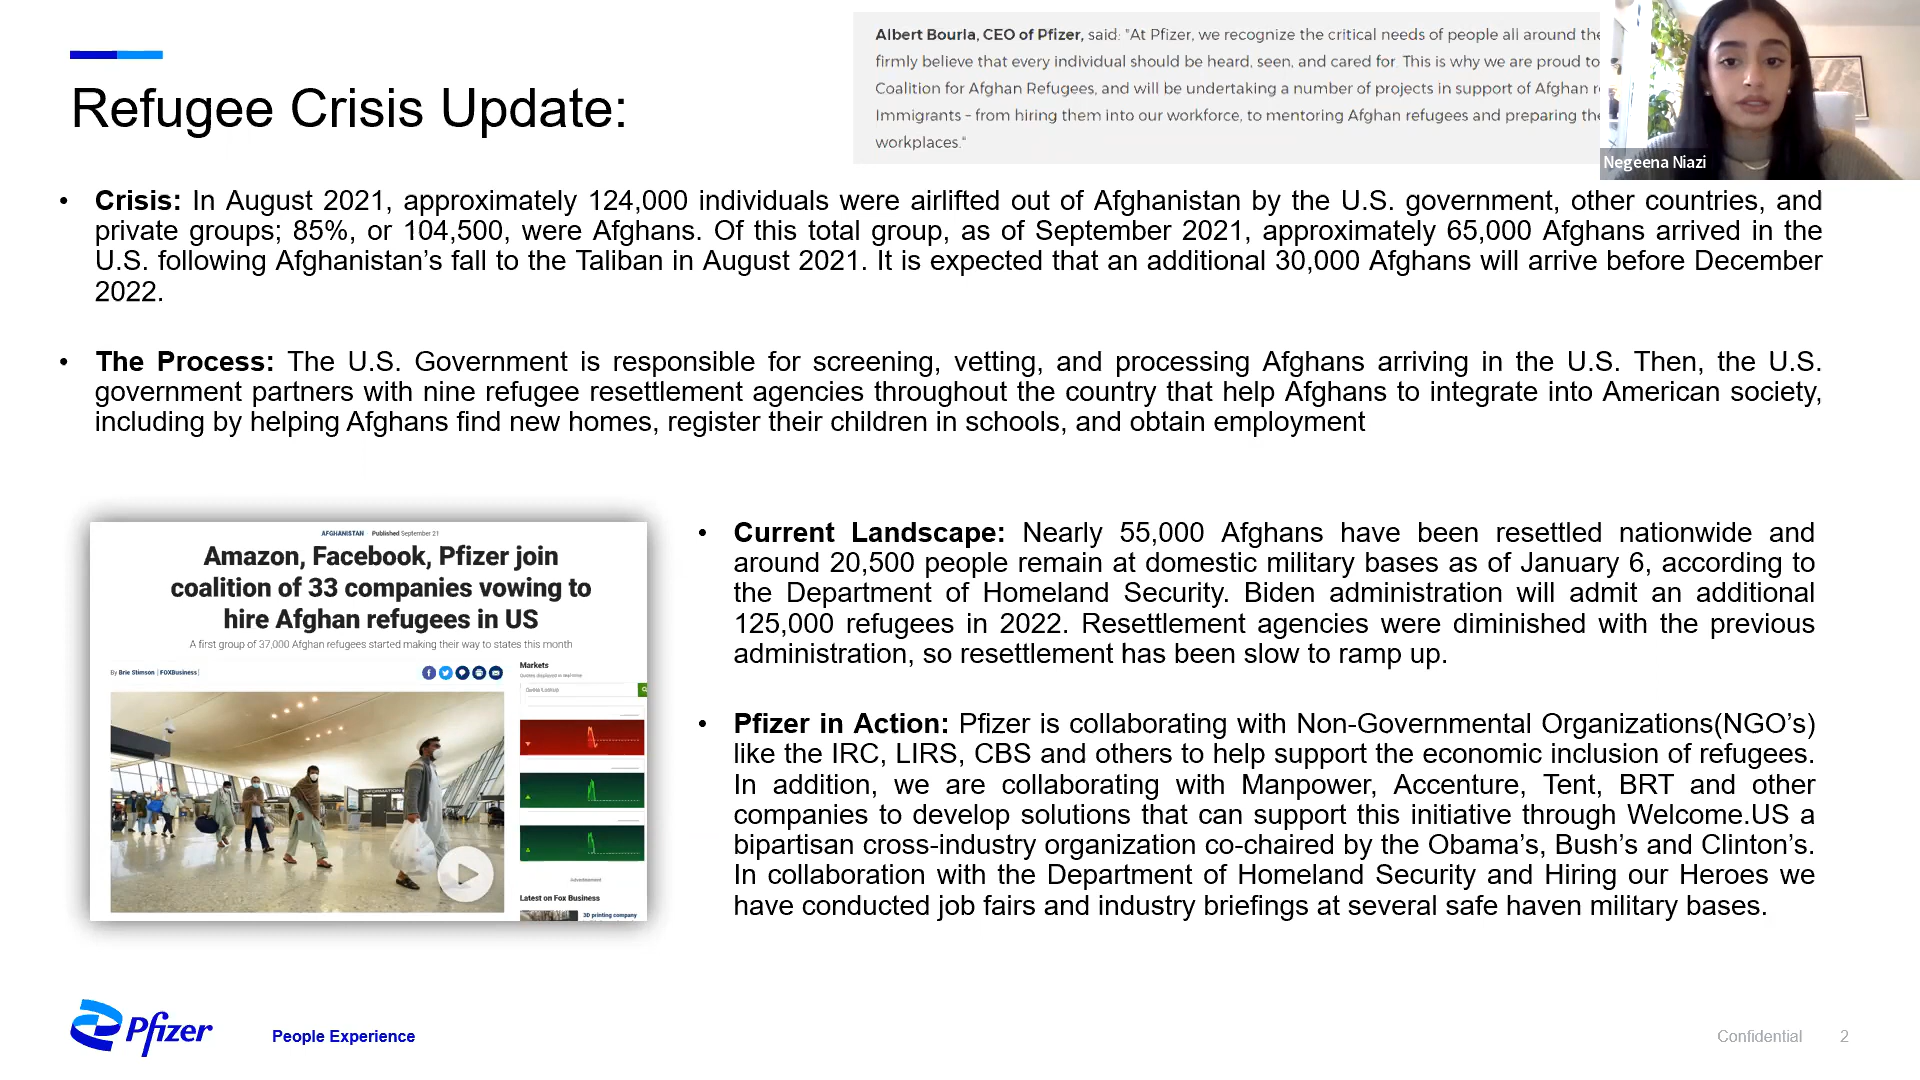 Albert Bourla, CEO of Pfizer, said: "At Pfizer, we recognize the critical needs of people all around the
firmly believe that every individual should be heard, seen, and cared for. This is why we are proud to
Coalition for Afghan Refugees, and will be undertaking a number of projects in support of Afghan r
Immigrants – from hiring them into our workforce, to mentoring Afghan refugees and preparing the
workplaces."
Negeena Niazi
Refugee Crisis Update:
• Crisis: In August 2021, approximately 124,000 individuals were airlifted out of Afghanistan by the U.S. government, other countries, and
private groups; 85%, or 104,500, were Afghans. Of this total group, as of September 2021, approximately 65,000 Afghans arrived in the
U.S. following Afghanistan's fall to the Taliban in August 2021. It is expected that an additional 30,000 Afghans will arrive before December
2022.
• The Process: The U.S. Government is responsible for screening, vetting, and processing Afghans arriving in the U.S. Then, the U.S.
government partners with nine refugee resettlement agencies throughout the country that help Afghans to integrate into American society,
including by helping Afghans find new homes, register their children in schools, and obtain employment
AFGHANISTAN · Published September 21
Amazon, Facebook, Pfizer join
coalition of 33 companies vowing to
hire Afghan refugees in US
A first group of 37,000 Afghan refugees started making their way to states this month
By Brie Stimson | FOXBusiness|
Markets
Quotes displayed in real-time
Quote Lookup
INFORMATION
Advertisement
Latest on Fox Business
3D printing company
• Current Landscape: Nearly 55,000 Afghans have been resettled nationwide and
around 20,500 people remain at domestic military bases as of January 6, according to
the Department of Homeland Security. Biden administration will admit an additional
125,000 refugees in 2022. Resettlement agencies were diminished with the previous
administration, so resettlement has been slow to ramp up.
• Pfizer in Action: Pfizer is collaborating with Non-Governmental Organizations(NGO's)
like the IRC, LIRS, CBS and others to help support the economic inclusion of refugees.
In addition, we are collaborating with Manpower, Accenture, Tent, BRT and other
companies to develop solutions that can support this initiative through Welcome.US a
bipartisan cross-industry organization co-chaired by the Obama's, Bush's and Clinton's.
In collaboration with the Department of Homeland Security and Hiring our Heroes we
have conducted job fairs and industry briefings at several safe haven military bases.
Pfizer
People Experience
Confidential 2